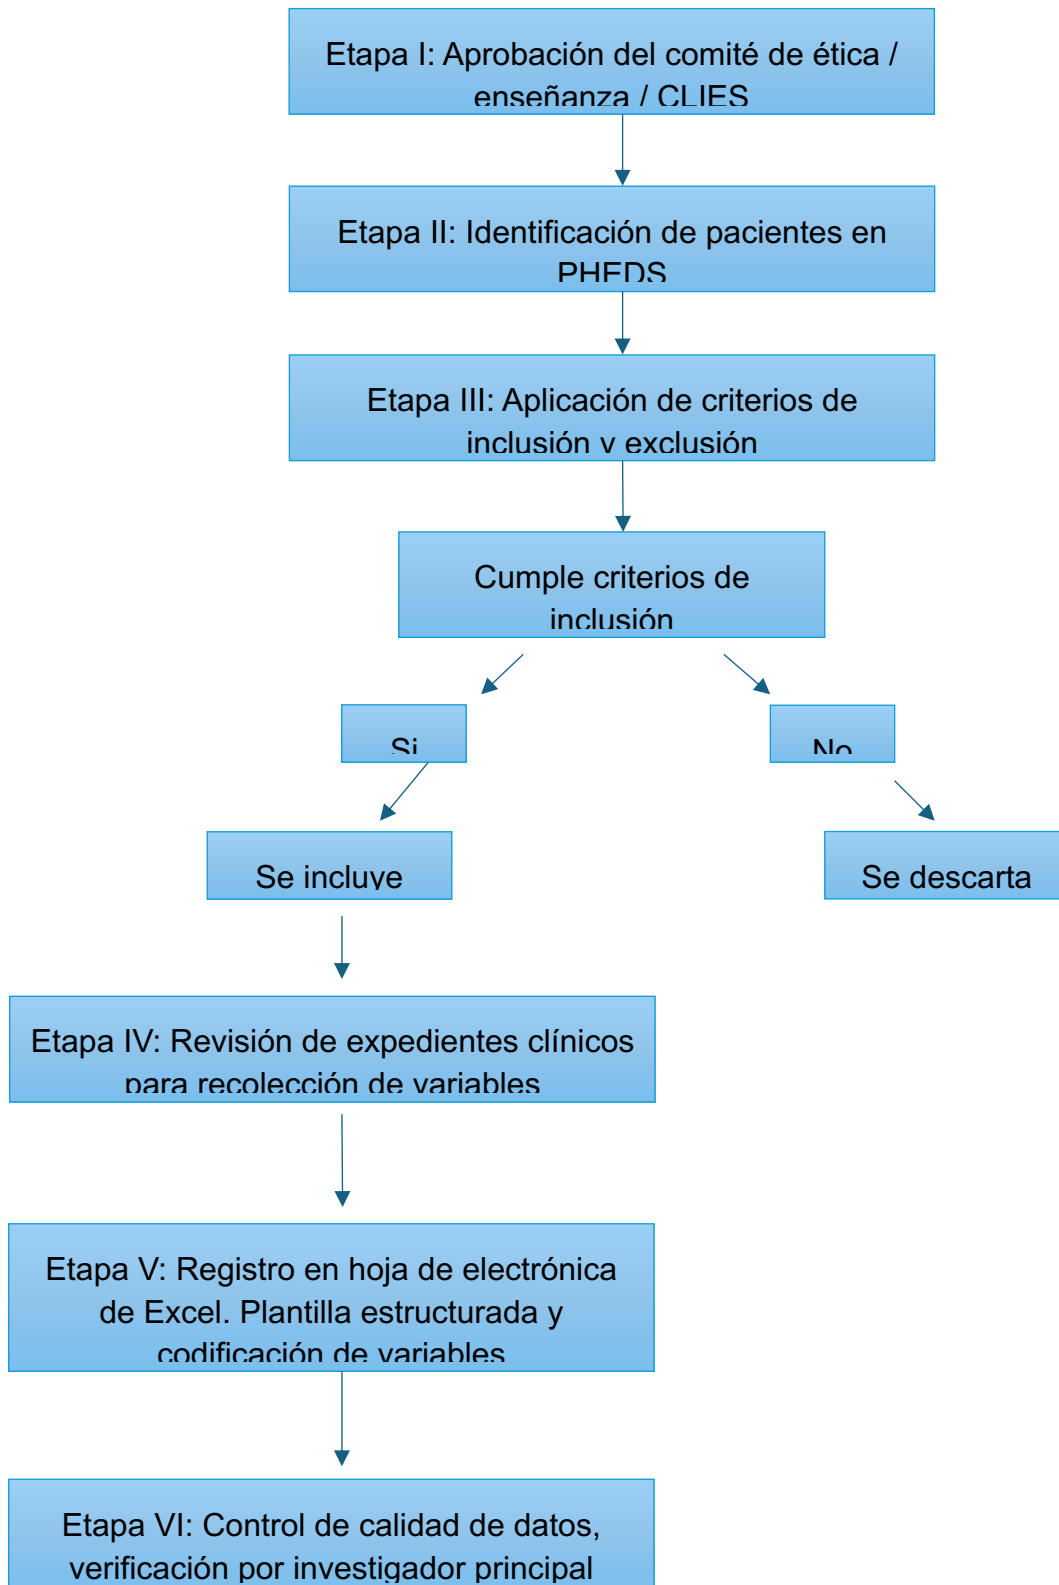 Etapa I: Aprobación del comité de ética /
enseñanza / CLIES
Etapa II: Identificación de pacientes en
PHEDS
Etapa III: Aplicación de criterios de
inclusión y exclusión
Cumple criterios de
inclusión
Si
No
Se incluye
Se descarta
Etapa IV: Revisión de expedientes clínicos
para recolección de variables
Etapa V: Registro en hoja de electrónica
de Excel. Plantilla estructurada y
codificación de variables
Etapa VI: Control de calidad de datos,
verificación por investigador principal